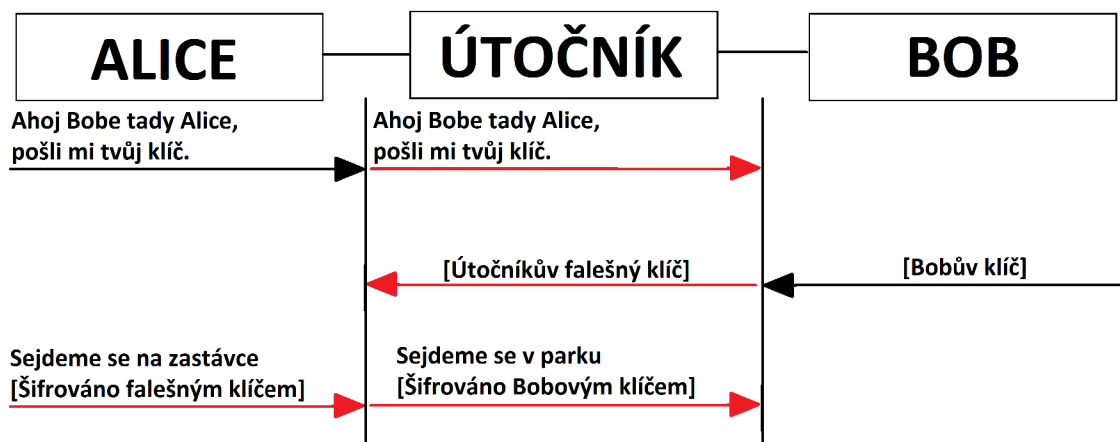 ALICE
ÚTOČNÍK
BOB
Ahoj Bobe tady Alice,
pošli mi tvůj klíč.
Ahoj Bobe tady Alice,
pošli mi tvůj klíč.
[Útočníkův falešný klíč]
[Bobův klíč]
Sejdeme se na zastávce
[Šifrováno falešným klíčem]
Sejdeme se v parku
[Šifrováno Bobovým klíčem]